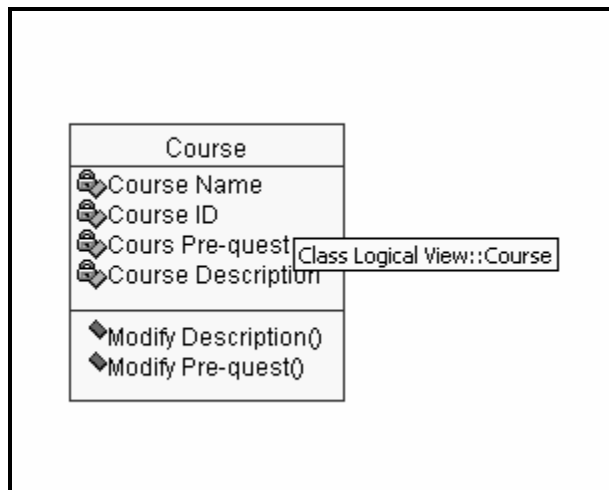 Course
Course Name
Course ID
Cours Pre-quest
Class Logical View::Course
Course Description
Modify Description()
Modify Pre-quest()